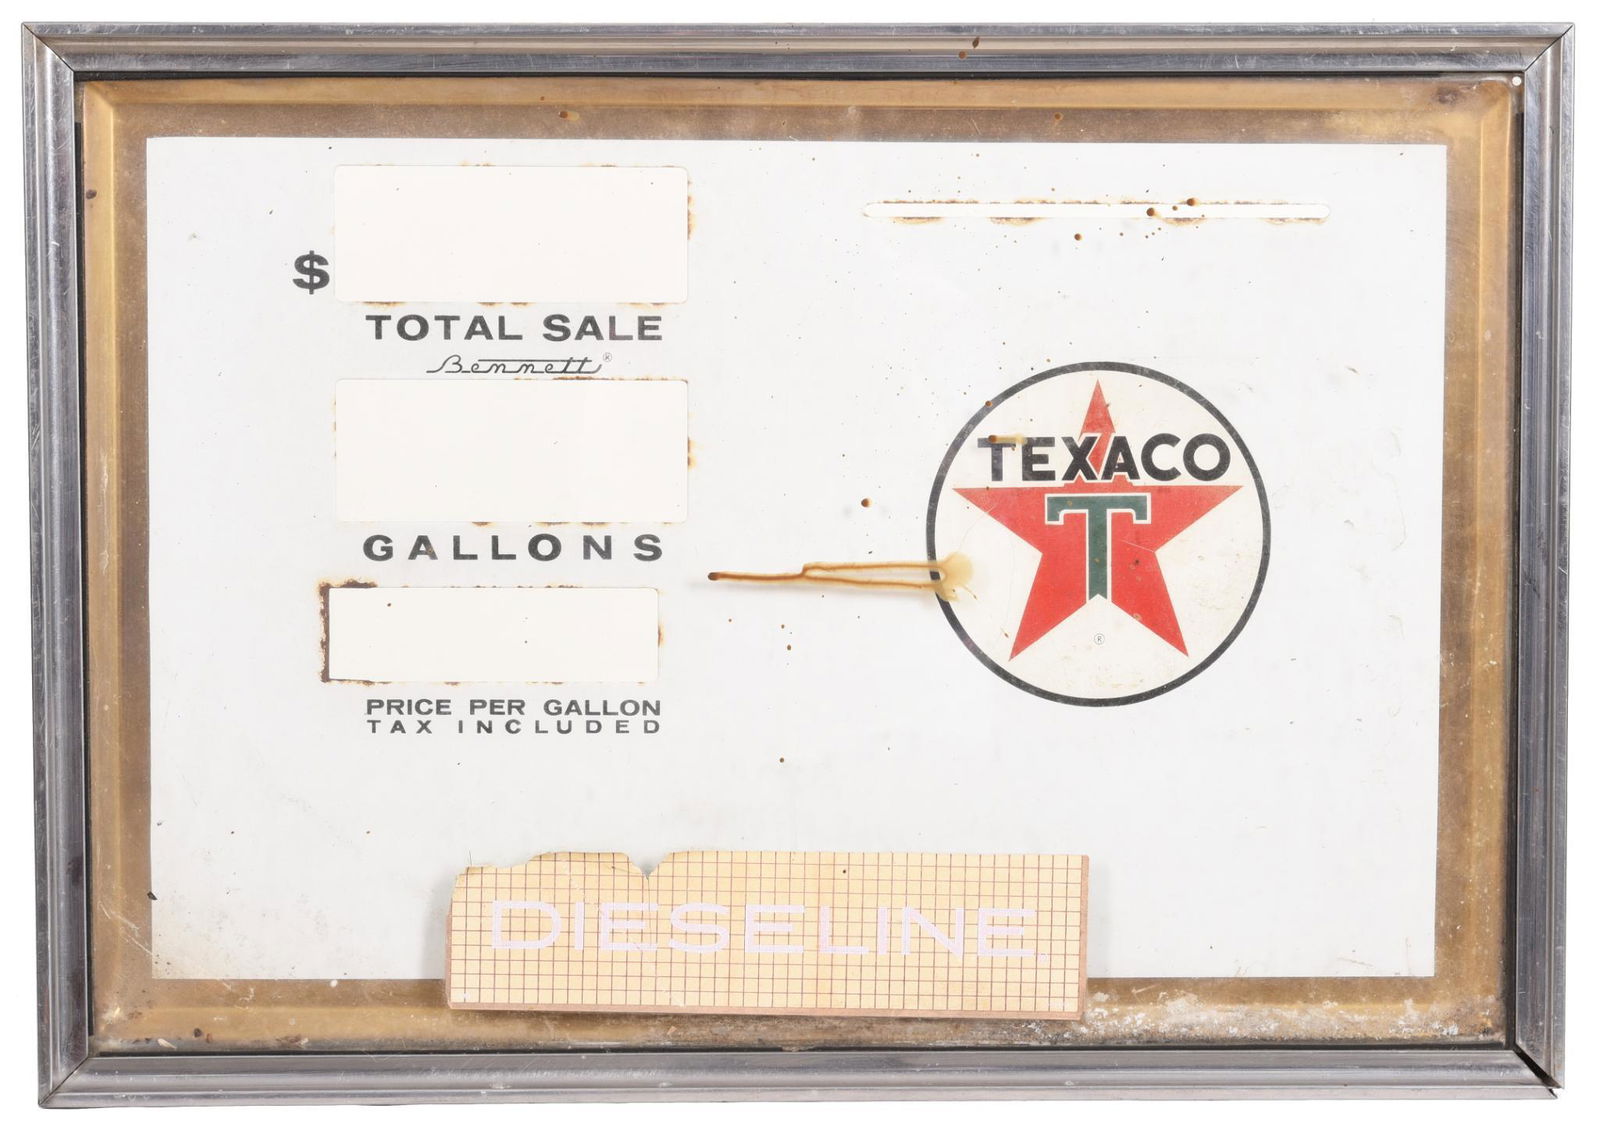 $
TOTAL SALE
Bennett®
GALLONS
PRICE PER GALLON
TAX INCLUDED
TEXACO
T
®
DIESELINE